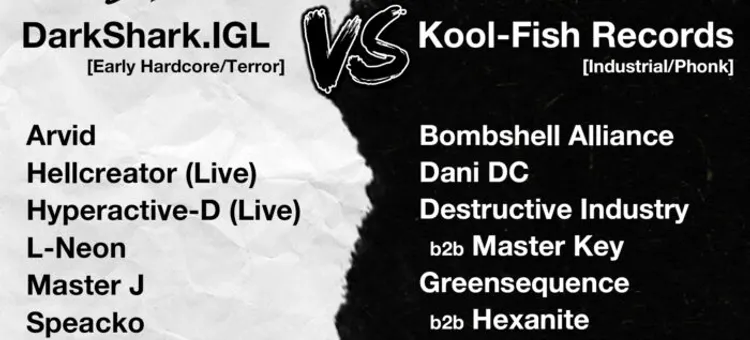 DarkShark.IGL
[Early Hardcore/Terror]
VS
Kool-Fish Records
[Industrial/Phonk]
Arvid
Hellcreator (Live)
Hyperactive-D (Live)
L-Neon
Master J
Speacko
Bombshell Alliance
Dani DC
Destructive Industry
b2b Master Key
Greensequence
b2b Hexanite